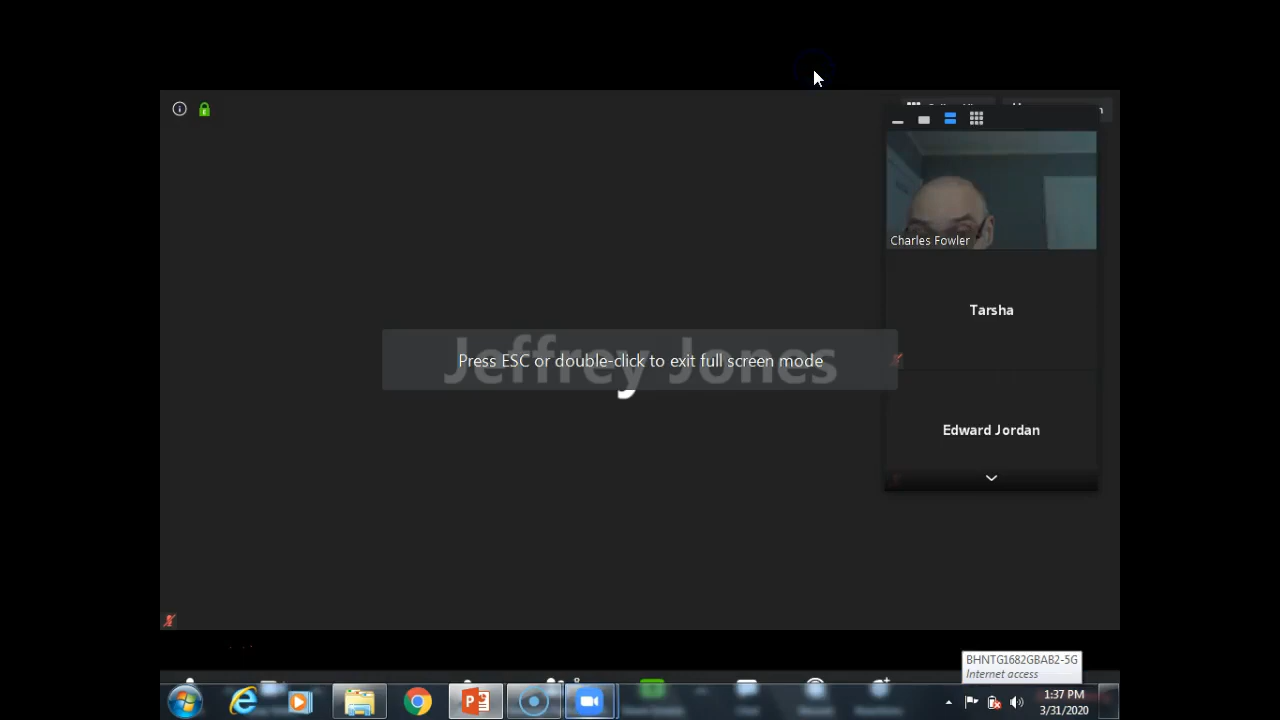 Charles Fowler
Tarsha
Jeffrey Jones
Press ESC or double-click to exit full screen mode
Edward Jordan
BHNTG1682GBAB2-5G
Internet access
1:37 PM
3/31/2020